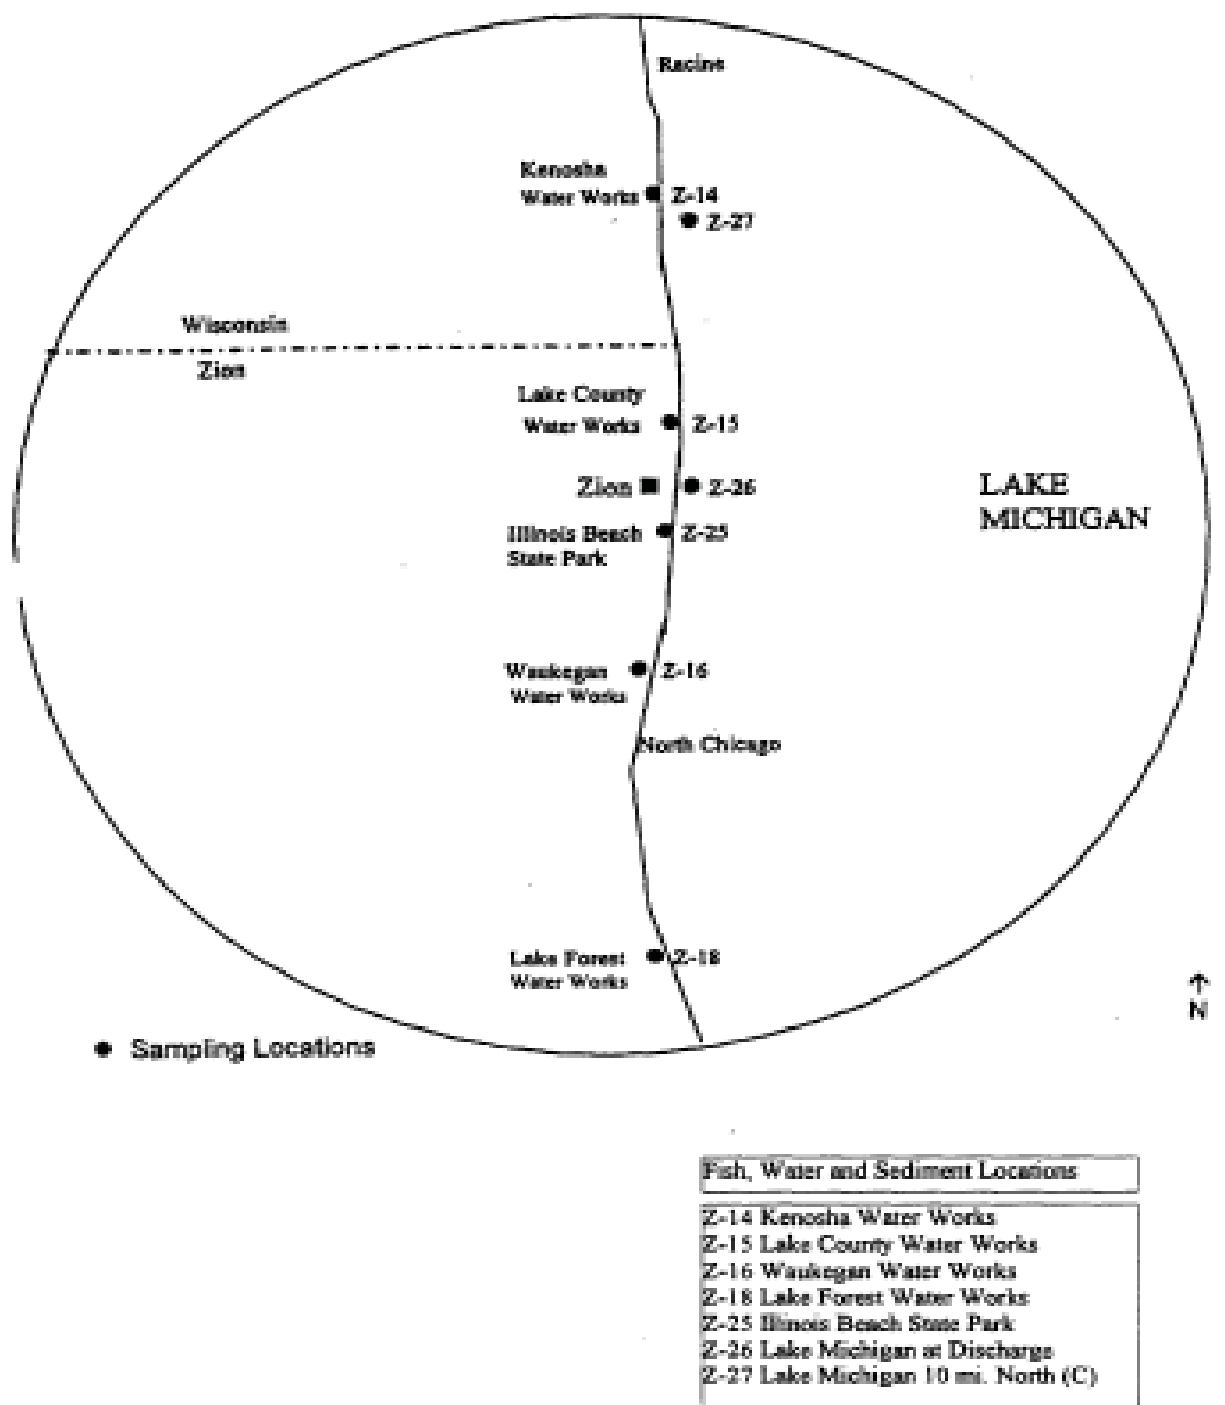 Racine
Kenosha
Water Works
Z-14
Z-27
Wisconsin
Zion
Lake County
Water Works
Z-15
Zion
Z-26
LAKE
MICHIGAN
Illinois Beach
State Park
Z-25
Waukegan
Water Works
Z-16
North Chicago
Lake Forest
Water Works
Z-18
N
Sampling Locations
Fish, Water and Sediment Locations
Z-14 Kenosha Water Works
Z-15 Lake County Water Works
Z-16 Waukegan Water Works
Z-18 Lake Forest Water Works
Z-25 Illinois Beach State Park
Z-26 Lake Michigan at Discharge
Z-27 Lake Michigan 10 mi. North (C)